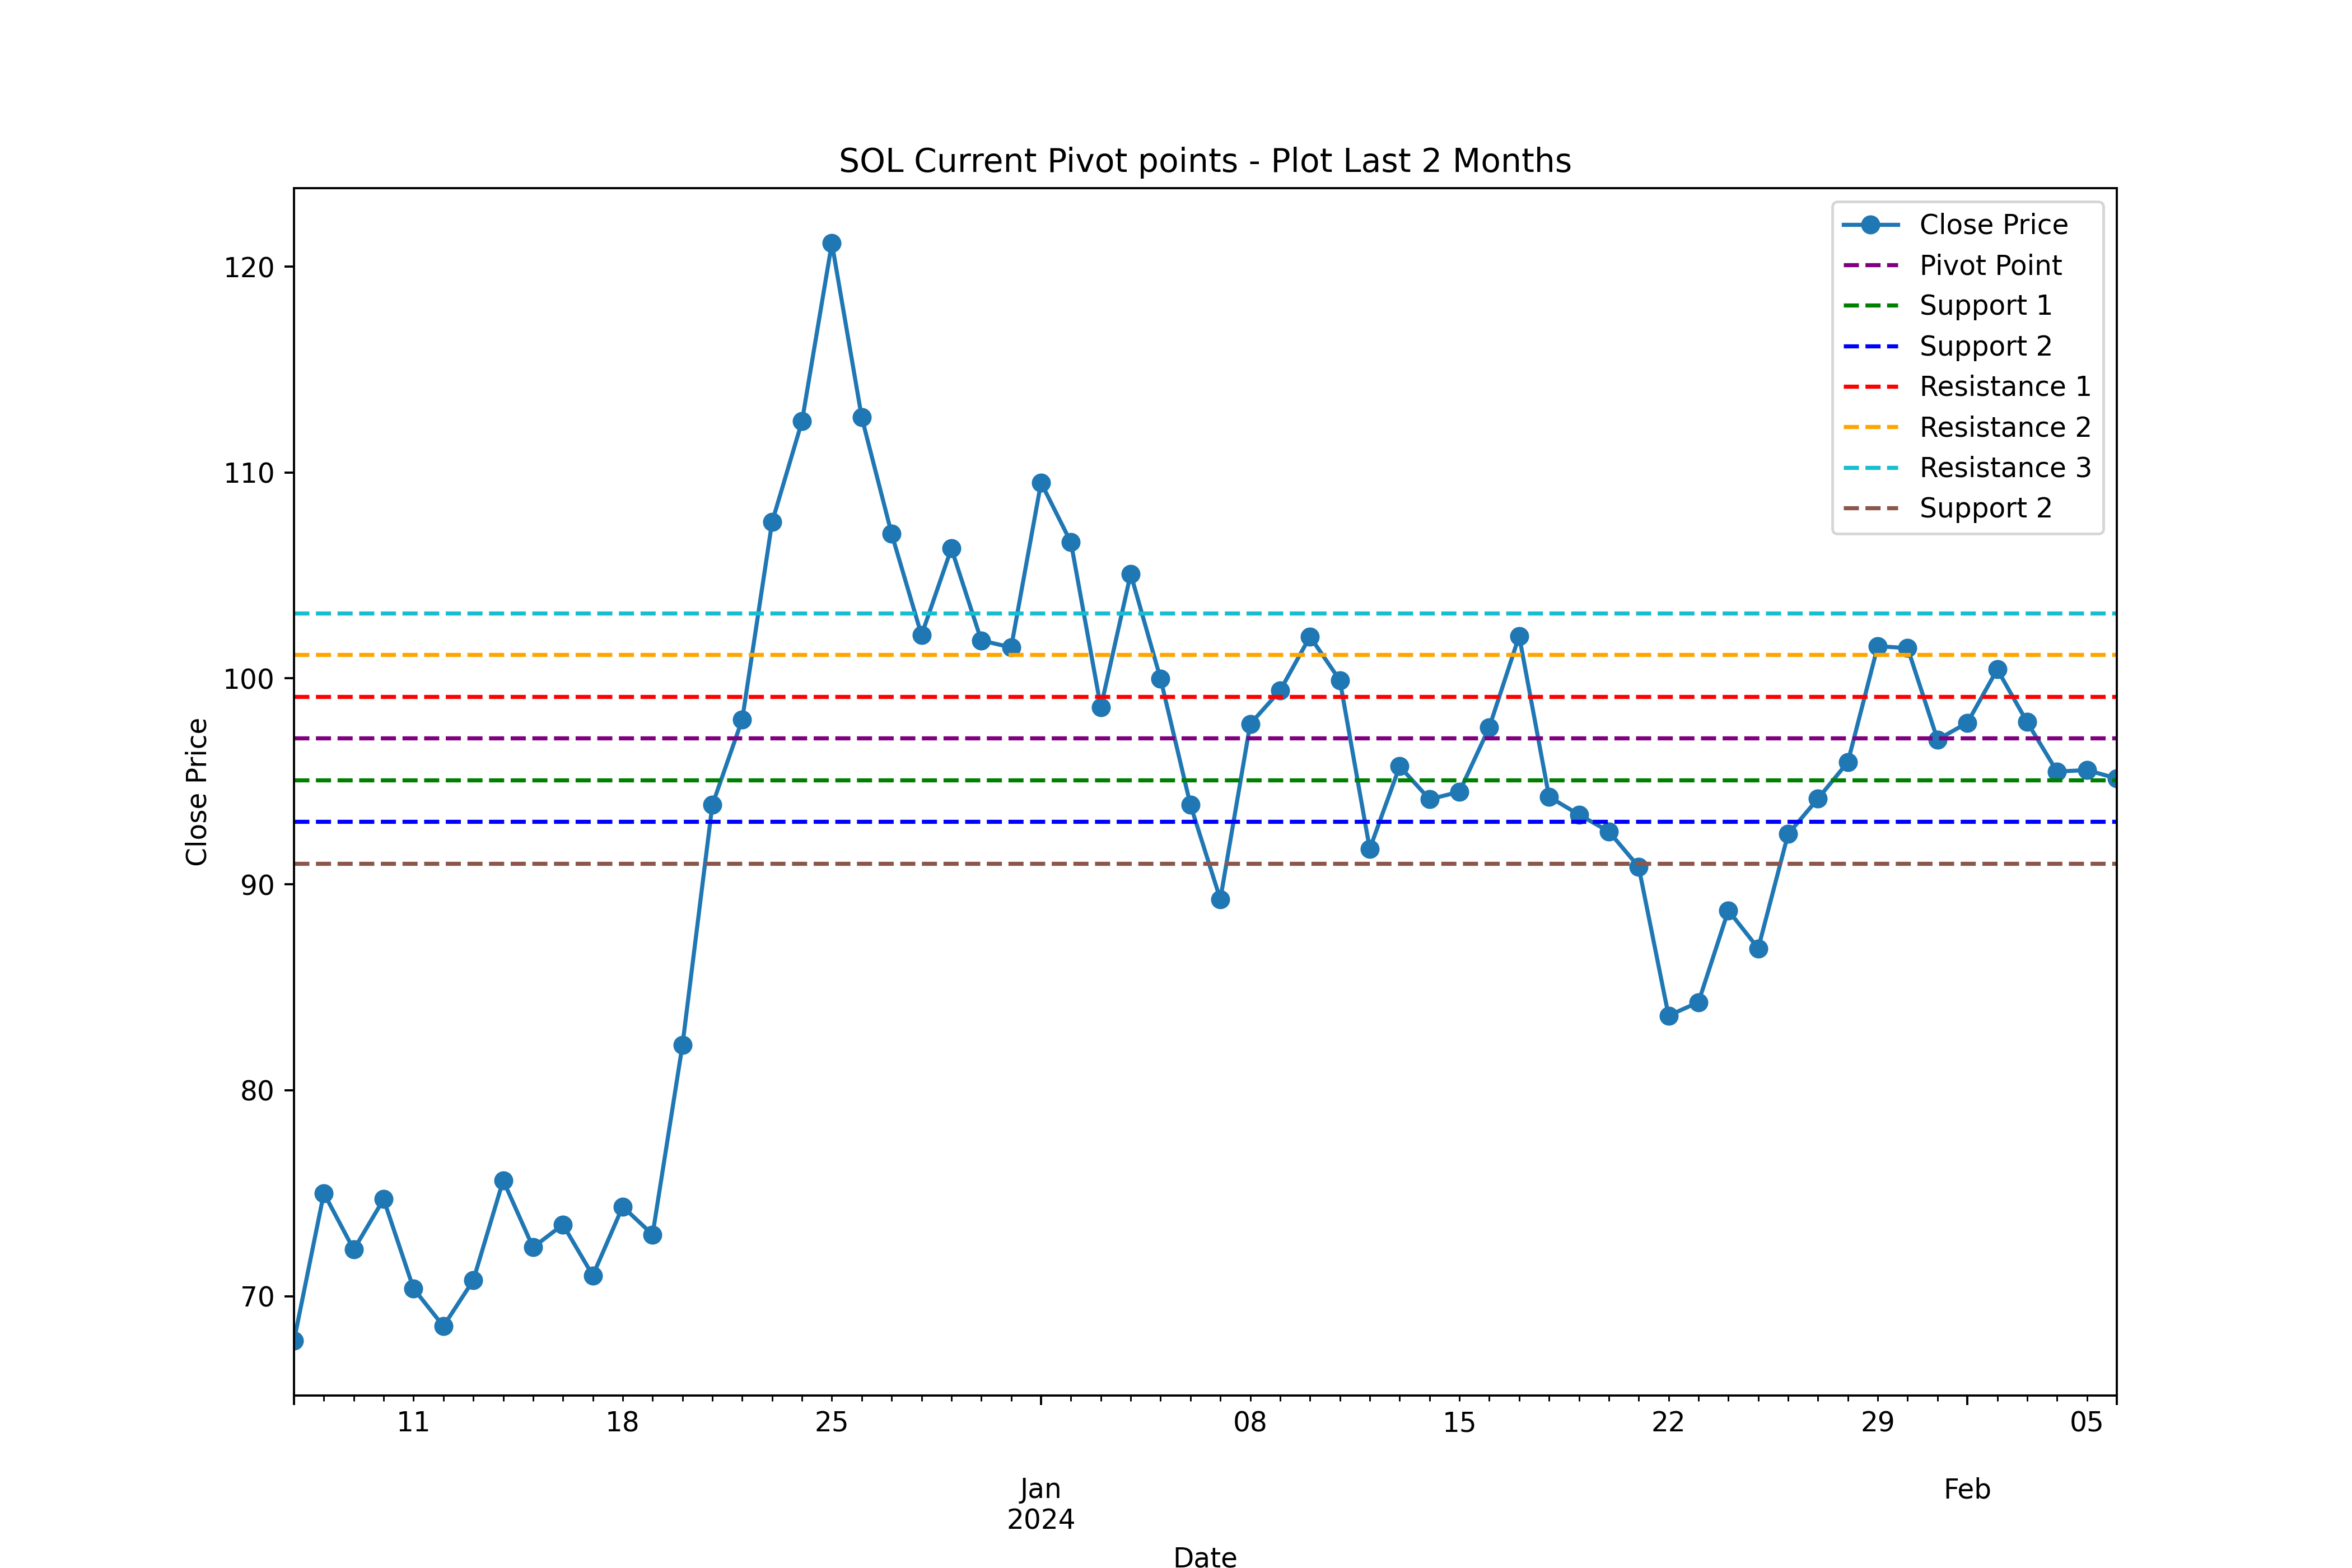 SOL Current Pivot points - Plot Last 2 Months
Close Price
Pivot Point
Support 1
Support 2
Resistance 1
Resistance 2
Resistance 3
Support 2
120
110
100
90
80
70
Close Price
11
18
25
08
15
22
29
05
Jan
2024
Feb
Date